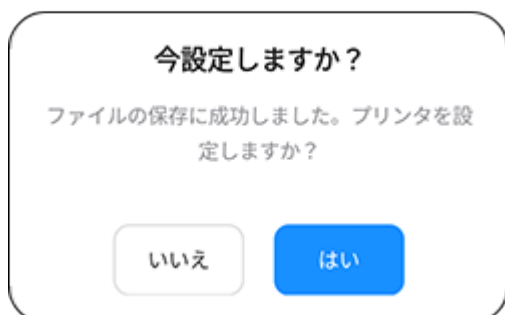 今設定しますか？
ファイルの保存に成功しました。プリンタを設
定しますか？
いいえ
はい